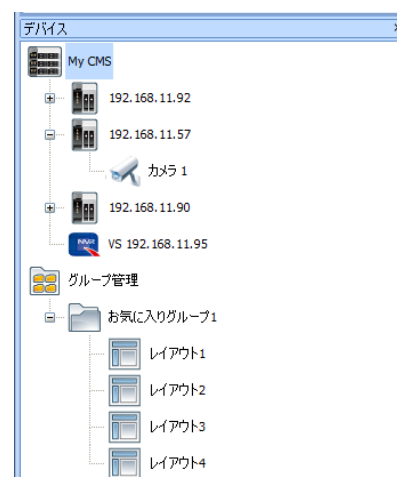 デバイス
My CMS
192.168.11.92
192.168.11.57
カメラ 1
192.168.11.90
NVR
VS 192.168.11.95
グループ管理
お気に入りグループ1
レイアウト1
レイアウト2
レイアウト3
レイアウト4